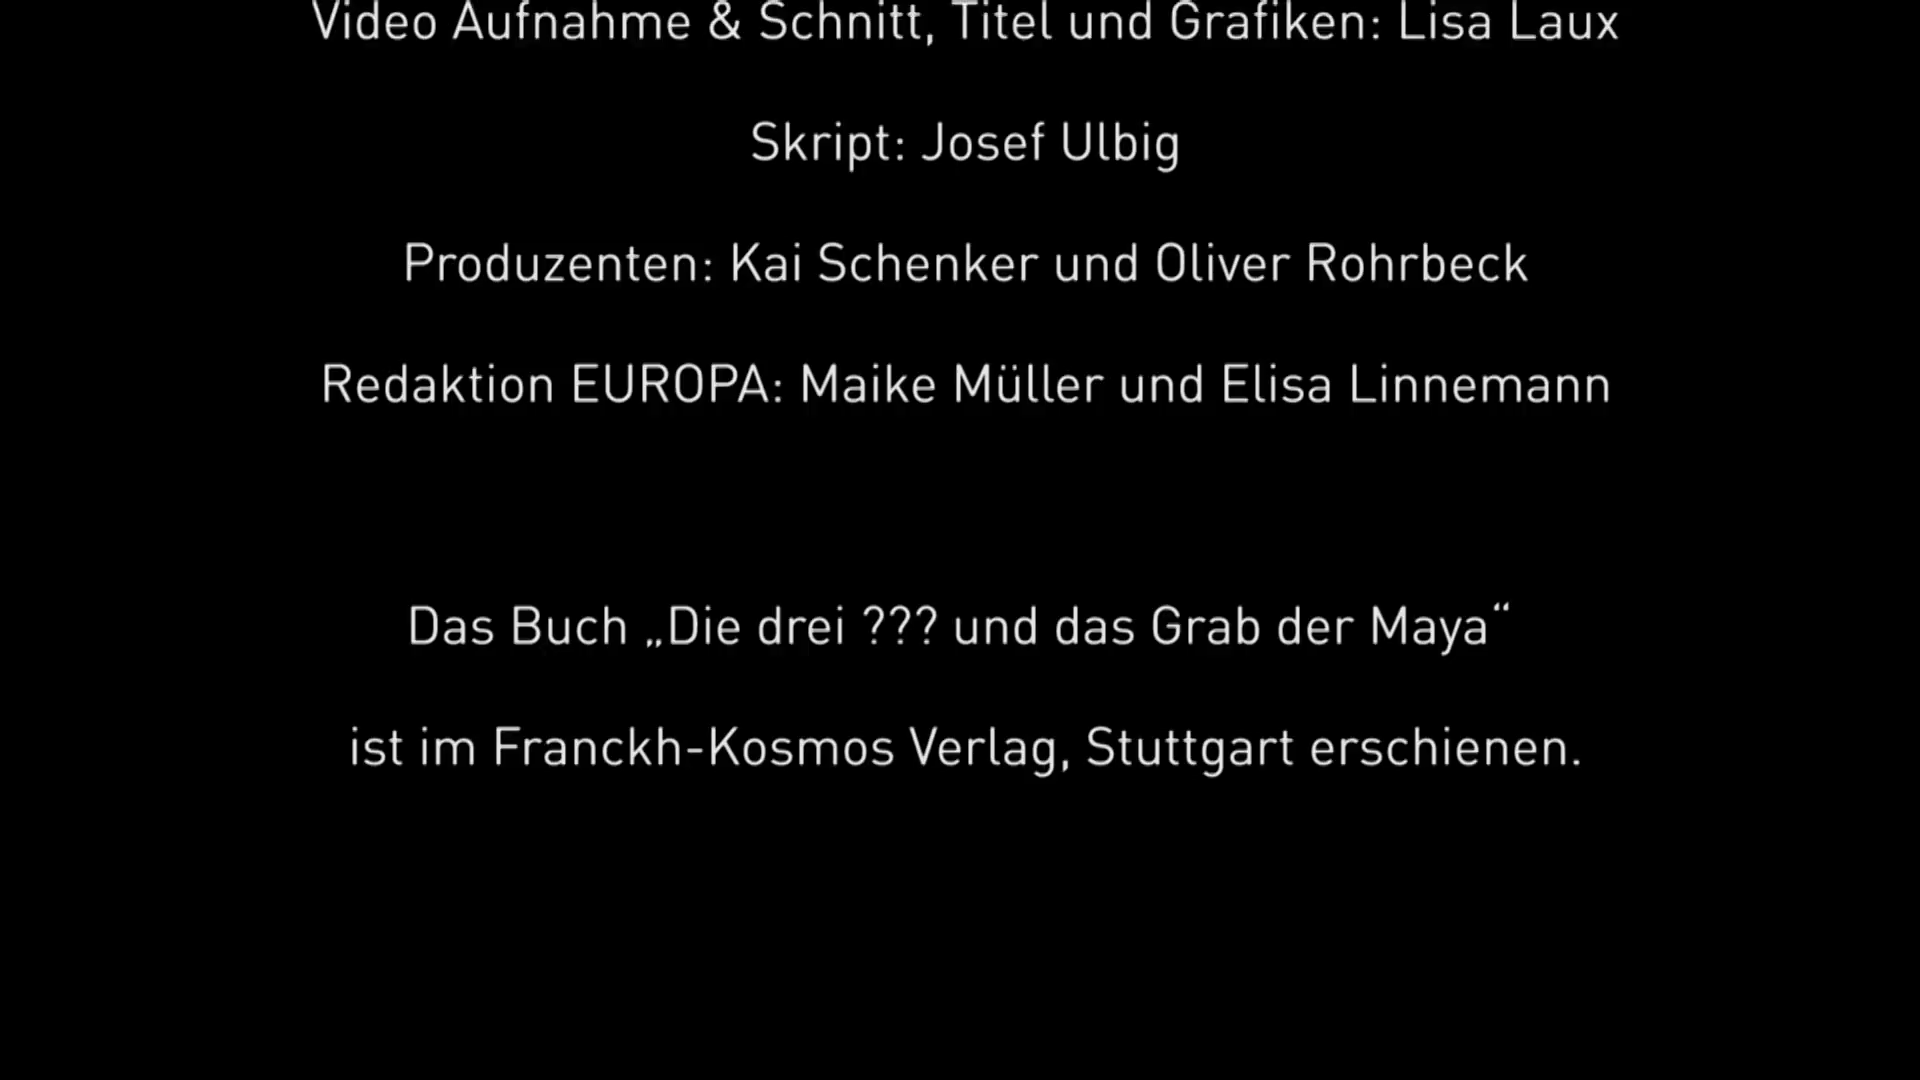 Video Aufnahme & Schnitt, Titel und Grafiken: Lisa Laux
Skript: Josef Ulbig
Produzenten: Kai Schenker und Oliver Rohrbeck
Redaktion EUROPA: Maike Müller und Elisa Linnemann
Das Buch „Die drei ??? und das Grab der Maya“
ist im Franckh-Kosmos Verlag, Stuttgart erschienen.